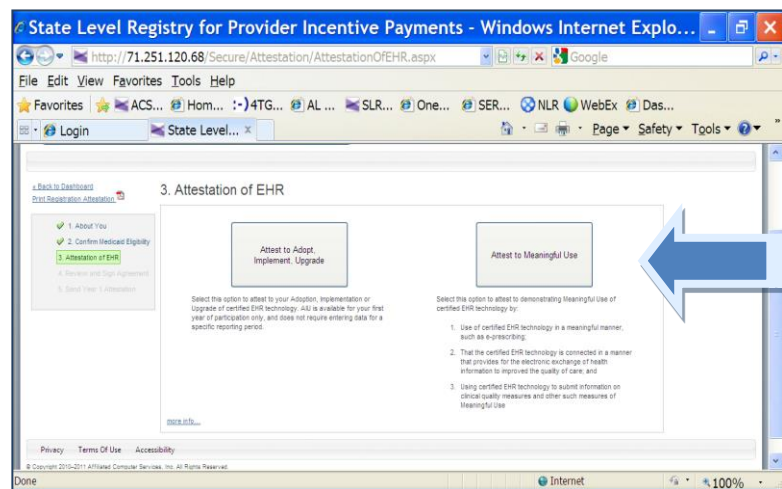 State Level Registry for Provider Incentive Payments - Windows Internet Explo...
http://71.251.120.68/Secure/Attestation/AttestationOfEHR.aspx
Google
File Edit View Favorites Tools Help
Favorites ACS... Hom... :-)4TG... AL ... SLR... One... SER... NLR WebEx Das...
Login State Level... x Page Safety Tools »
« Back to Dashboard
Print Registration Attestation
3. Attestation of EHR
1. About You
2. Confirm Medicaid Eligibility
3. Attestation of EHR
4. Review and Sign Agreement
5. Send Year 1 Attestation
Attest to Adopt,
Implement, Upgrade
Select this option to attest to your Adoption, Implementation or
Upgrade of certified EHR technology. AIU is available for your first
year of participation only, and does not require entering data for a
specific reporting period.
more info...
Attest to Meaningful Use
Select this option to attest to demonstrating Meaningful Use of
certified EHR technology by:
1. Use of certified EHR technology in a meaningful manner,
such as e-prescribing;
2. That the certified EHR technology is connected in a manner
that provides for the electronic exchange of health
information to improved the quality of care; and
3. Using certified EHR technology to submit information on
clinical quality measures and other such measures of
Meaningful Use
Privacy Terms Of Use Accessibility
© Copyright 2010-2011 Affiliated Computer Services, Inc. All Rights Reserved.
Done Internet 100%